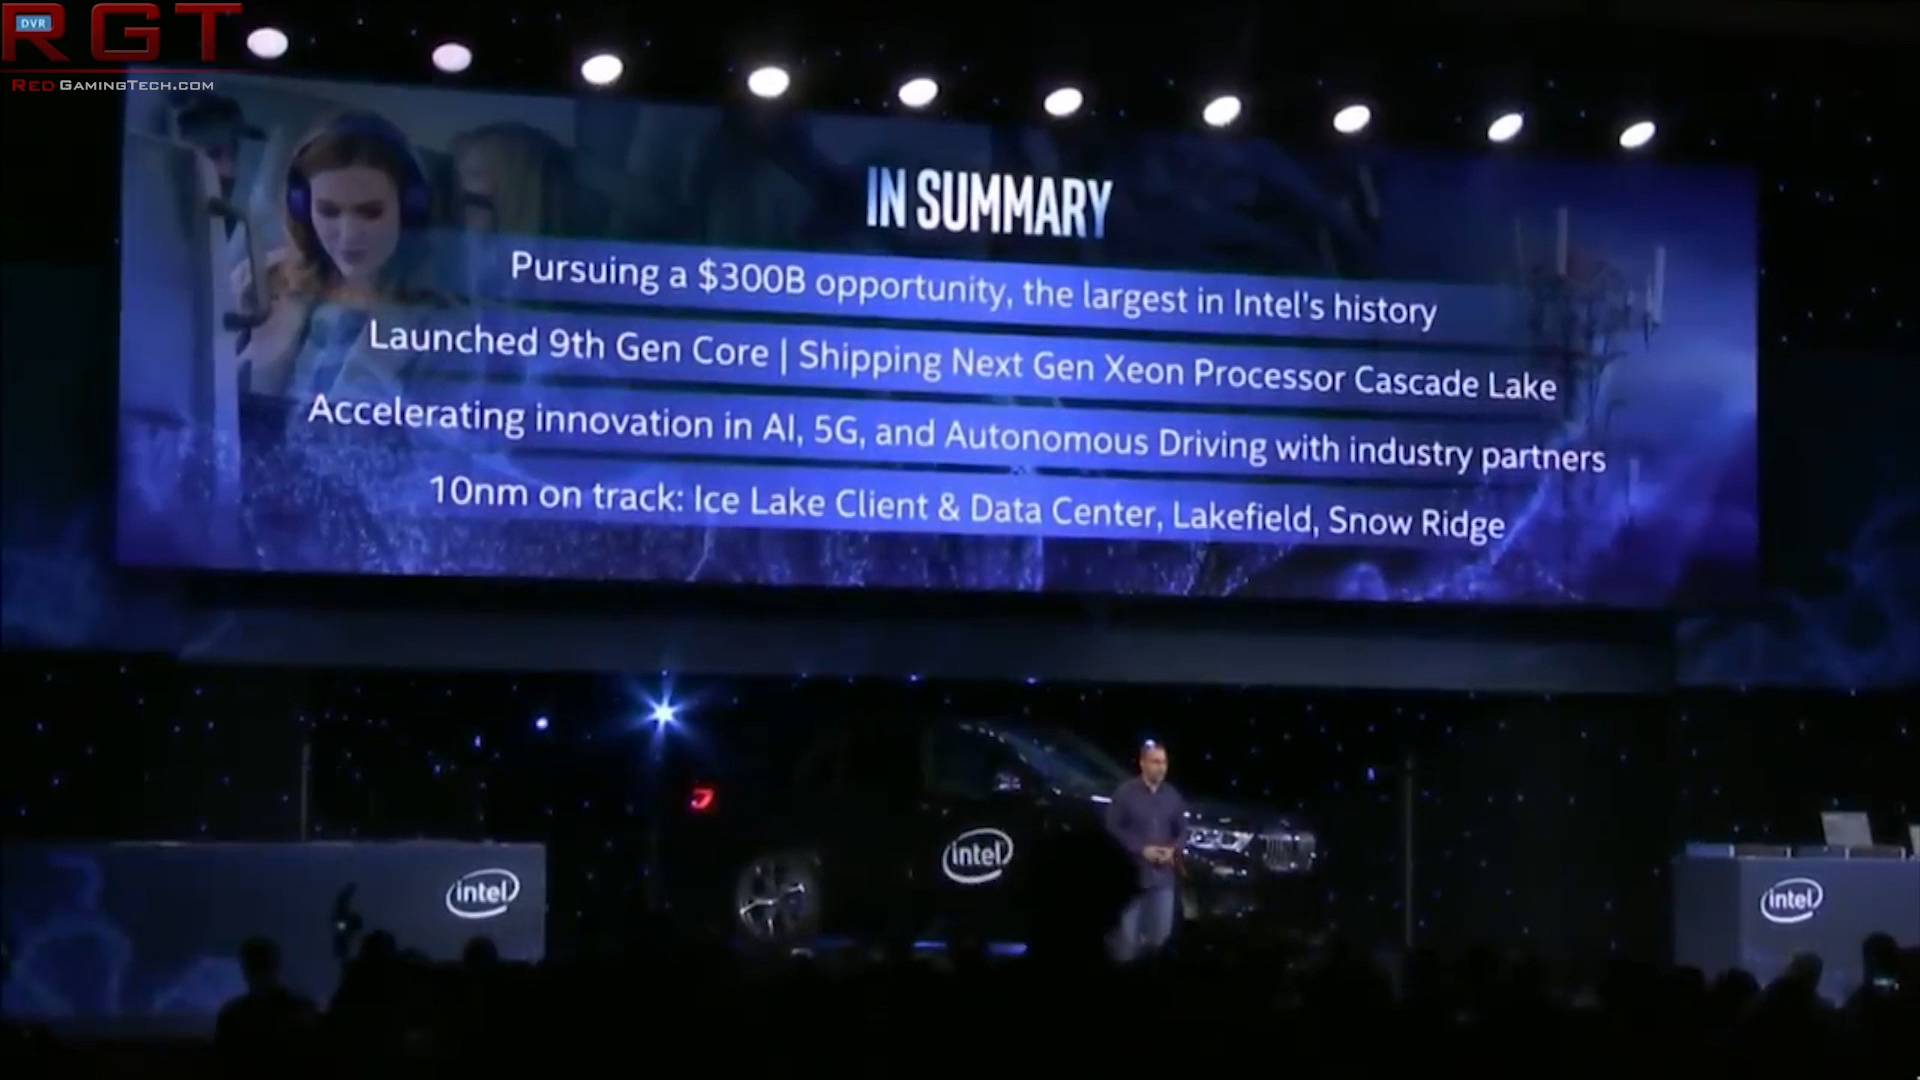 DVR
RGT
REDGAMINGTECH.COM
IN SUMMARY
Pursuing a $300B opportunity, the largest in Intel's history
Launched 9th Gen Core | Shipping Next Gen Xeon Processor Cascade Lake
Accelerating innovation in AI, 5G, and Autonomous Driving with industry partners
10nm on track: Ice Lake Client & Data Center, Lakefield, Snow Ridge
intel
intel
intel